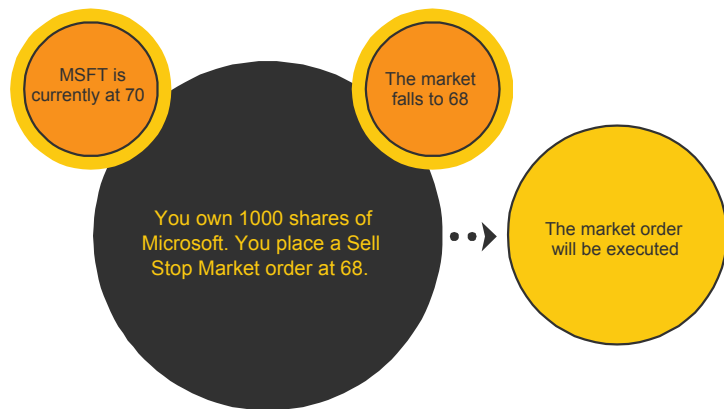 MSFT is
currently at 70
The market
falls to 68
You own 1000 shares of
Microsoft. You place a Sell
Stop Market order at 68.
The market order
will be executed